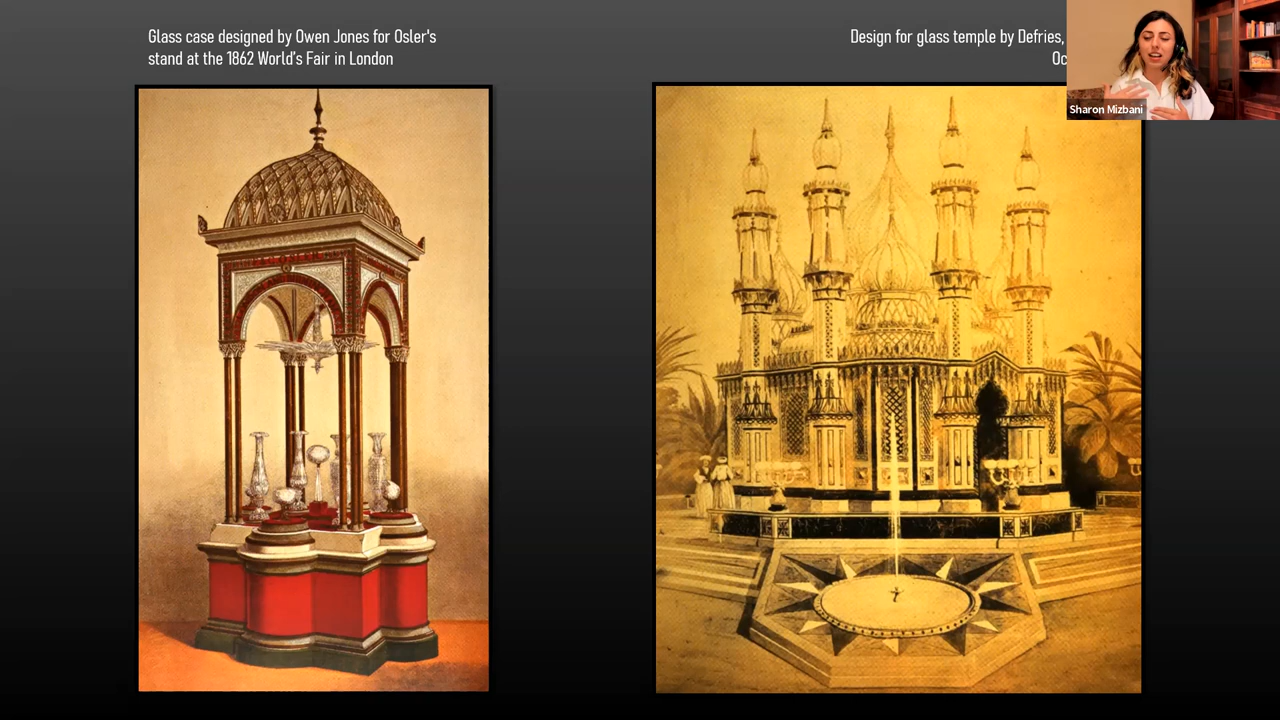 Glass case designed by Owen Jones for Osler's
stand at the 1862 World's Fair in London
Design for glass temple by Defries,
Oc
Sharon Mizbani